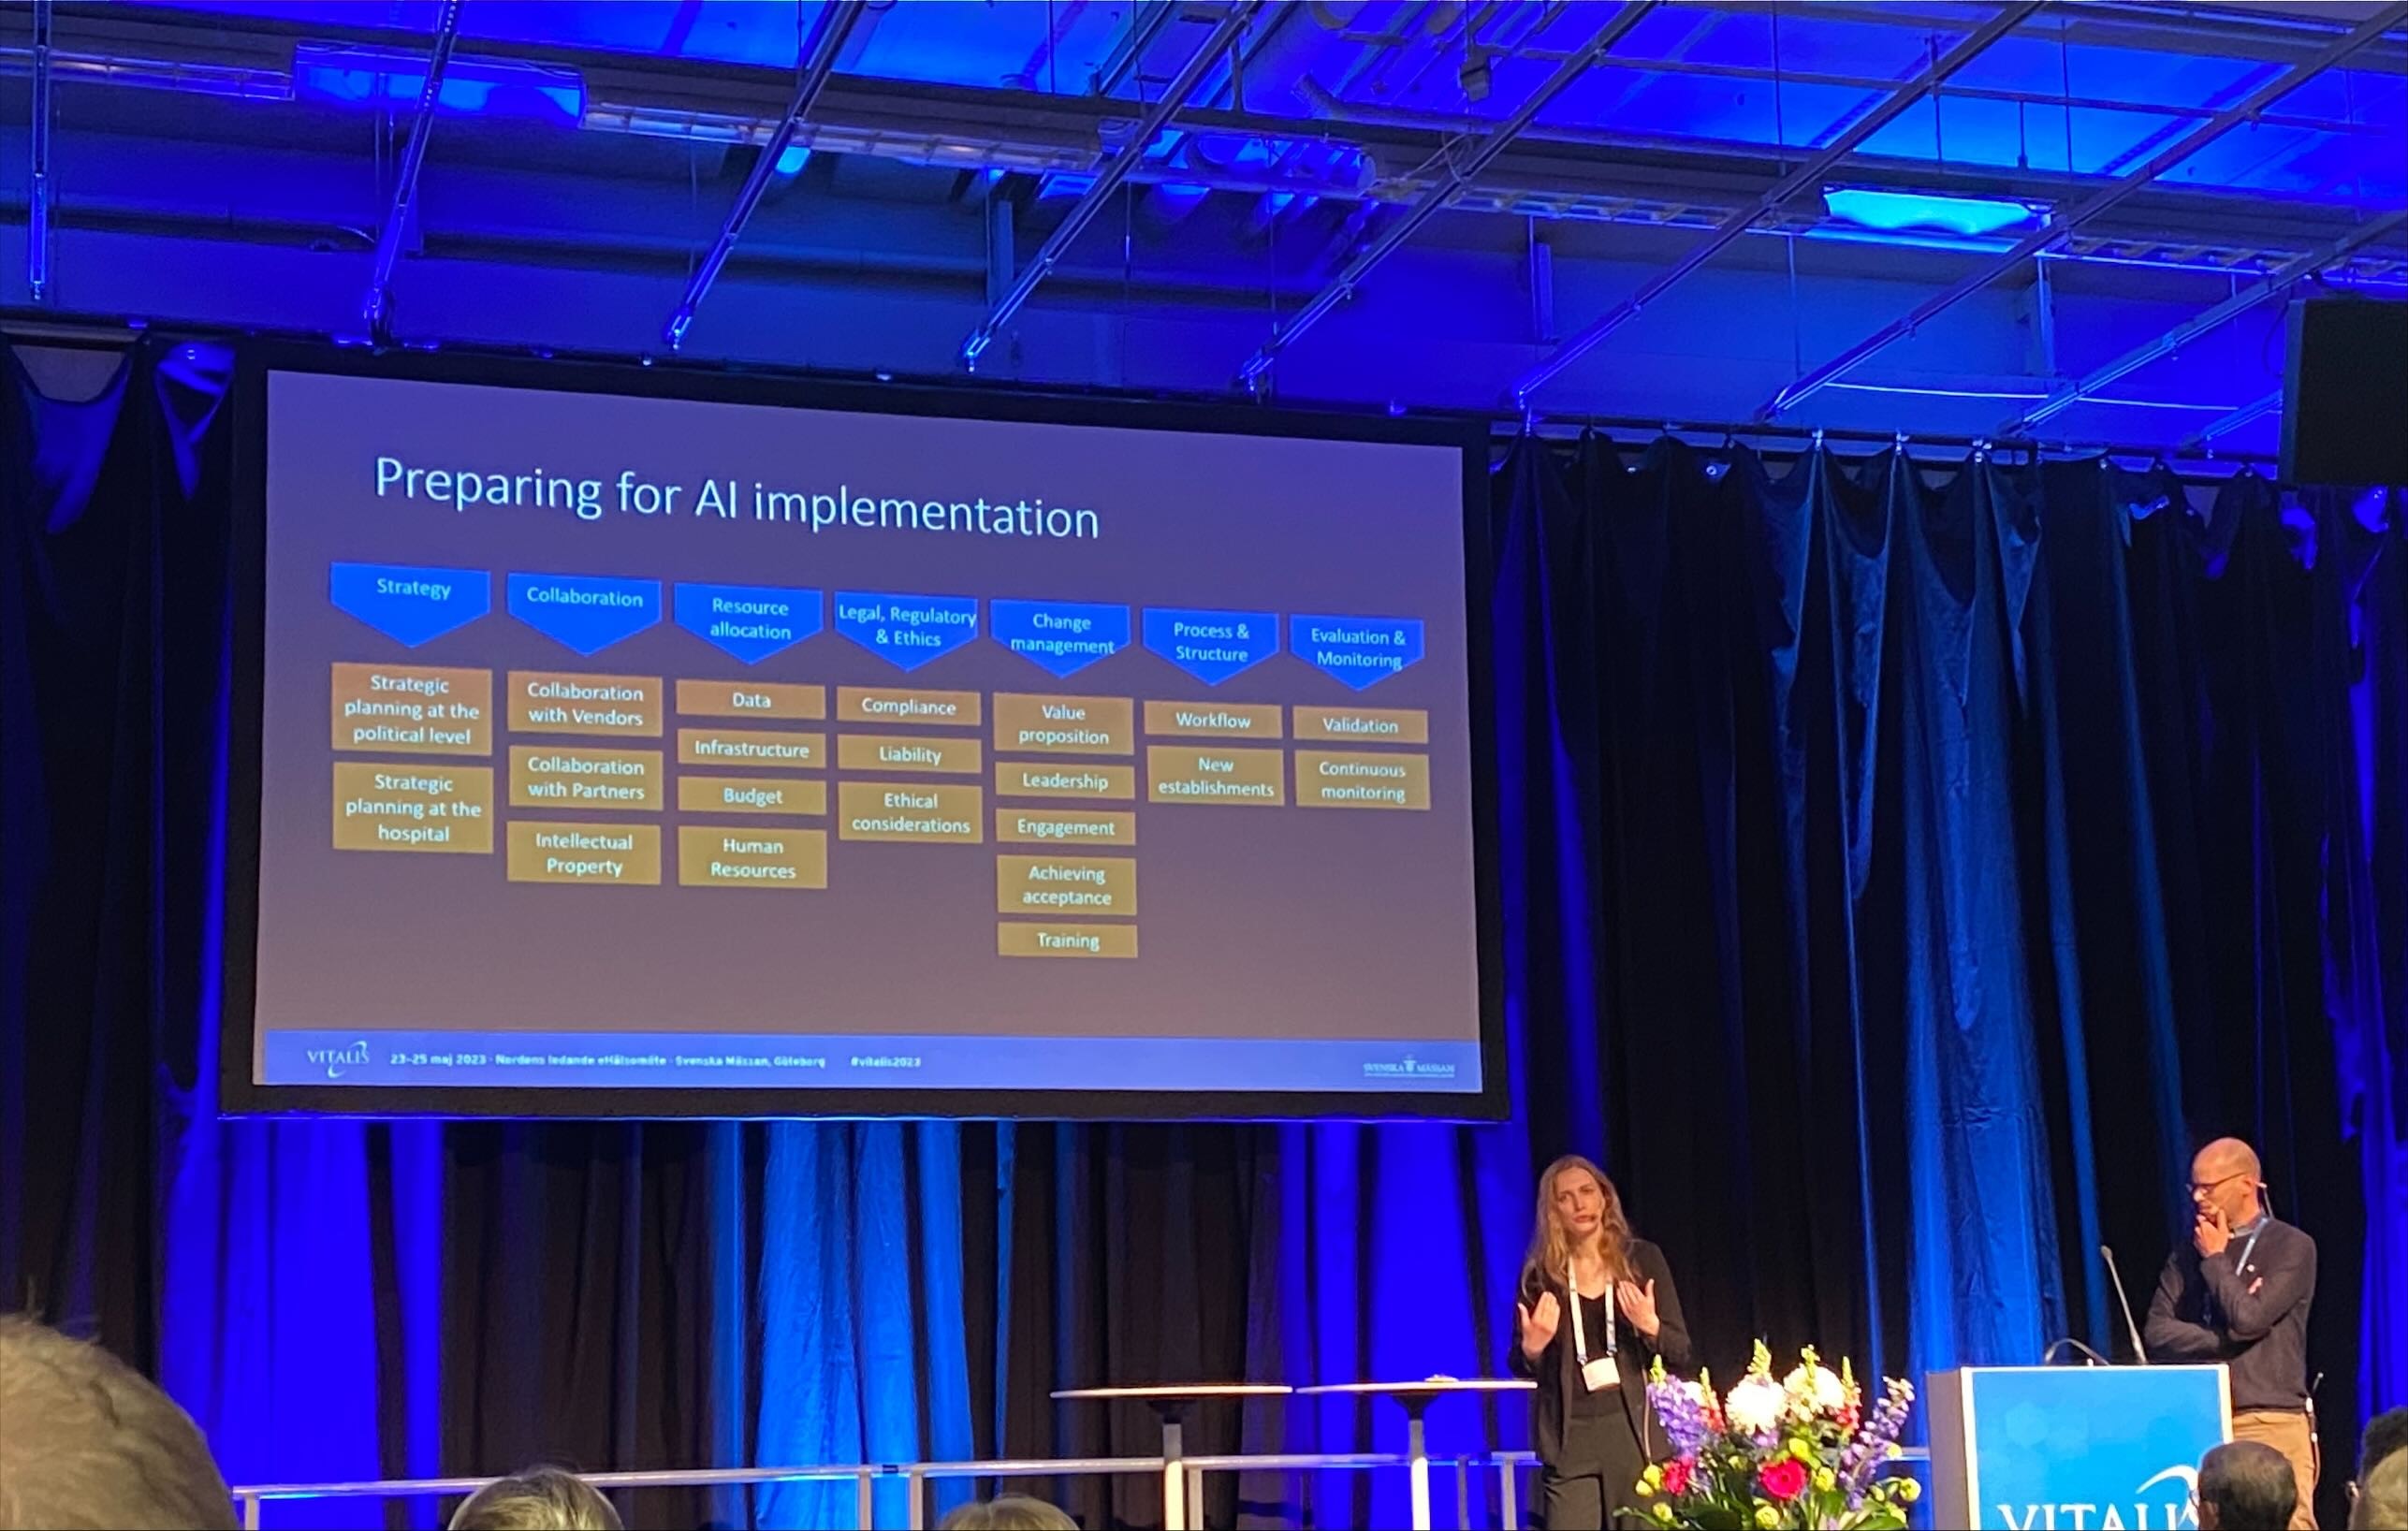 Preparing for AI implementation
Strategy
Strategic
planning at the
political level
Strategic
planning at the
hospital
Collaboration
Collaboration
with Vendors
Collaboration
with Partners
Intellectual
Property
Resource
allocation
Data
Infrastructure
Budget
Human
Resources
Legal, Regulatory
& Ethics
Compliance
Liability
Ethical
considerations
Change
management
Value
proposition
Leadership
Engagement
Achieving
acceptance
Training
Process &
Structure
Workflow
New
establishments
Evaluation &
Monitoring
Validation
Continuous
monitoring
VITALIS 23-25 maj 2023 · Nordens ledande eHälsomöte · Svenska Mässan, Göteborg #vitalis2023
SVENSKA MÄSSAN
VITALIS